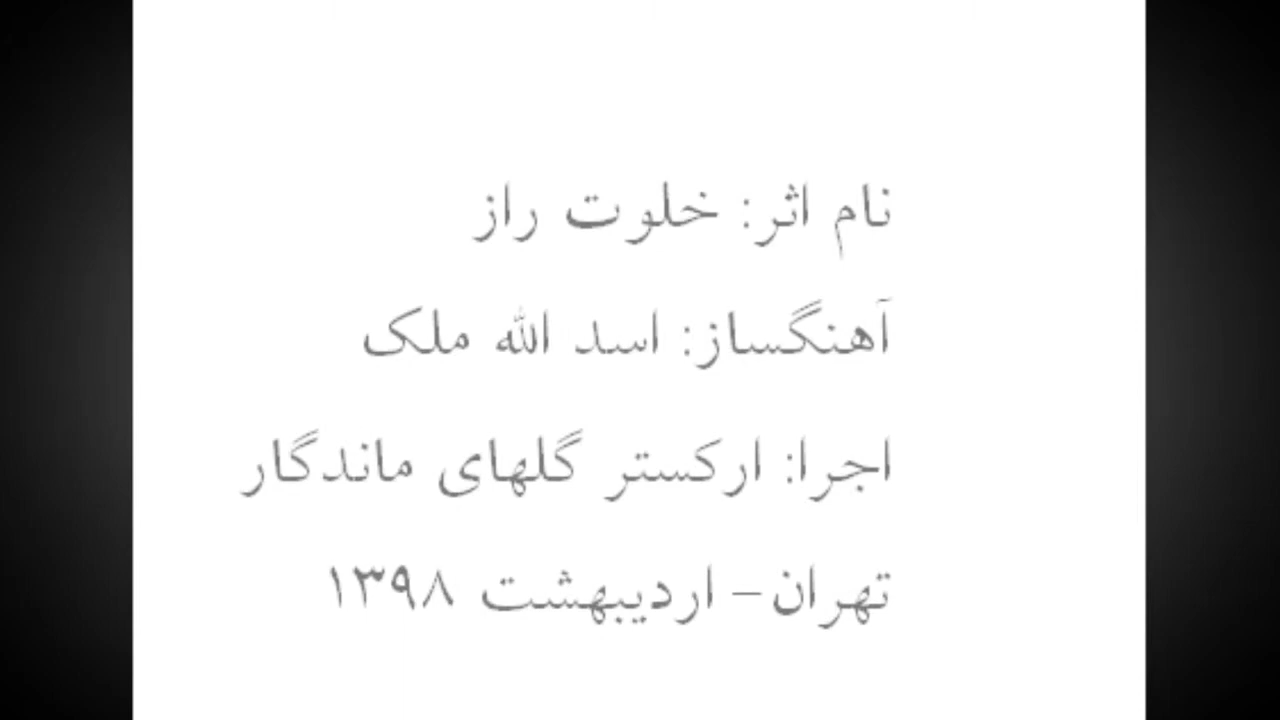 نام اثر: خلوت راز
آهنگساز: اسد الله ملک
اجرا: ارکستر گلهای ماندگار
تهران- اردیبهشت ۱۳۹۸